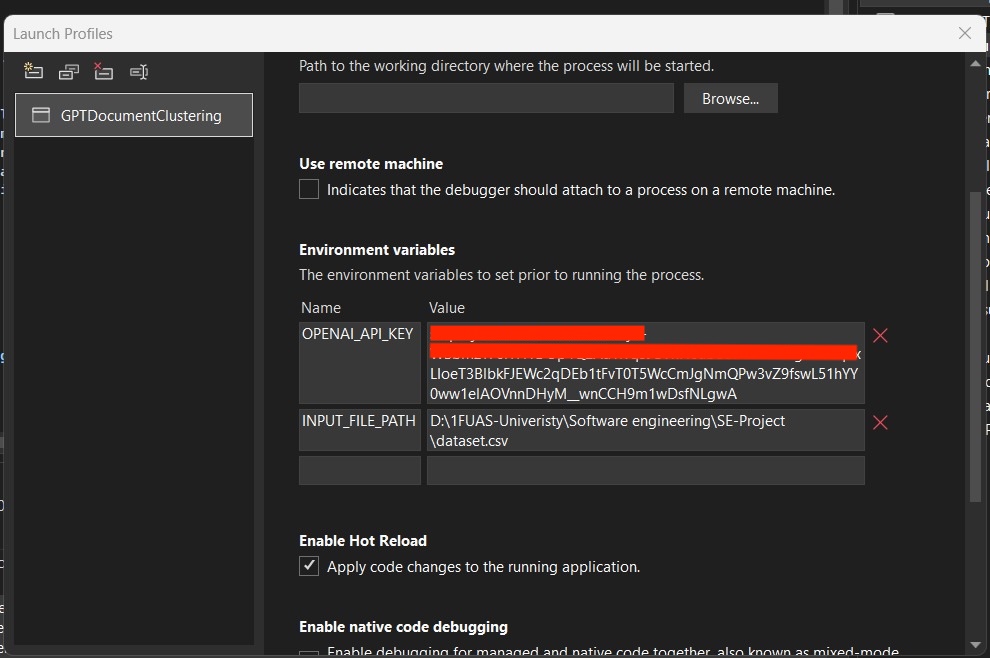 Launch Profiles
GPTDocumentClustering
Path to the working directory where the process will be started.
Browse...
Use remote machine
Indicates that the debugger should attach to a process on a remote machine.
Environment variables
The environment variables to set prior to running the process.
Name Value
OPENAI_API_KEY
LIoeT3BlbkFJEWc2qDEb1tFvT0T5WcCmJgNmQPw3vZ9fswL51hYY
0ww1elAOVnnDHyM__wnCCH9m1wDsfNLgwA
INPUT_FILE_PATH D:\1FUAS-Univeristy\Software engineering\SE-Project
\dataset.csv
Enable Hot Reload
Apply code changes to the running application.
Enable native code debugging
Enable debugging for managed and native code together, also known as mixed-mode